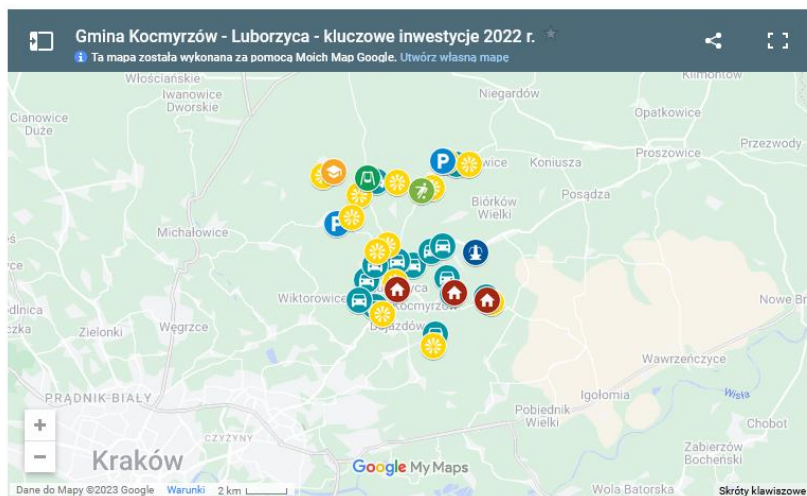 Gmina Kocmyrzów - Luborzyca - kluczowe inwestycje 2022 r.
Ta mapa została wykonana za pomocą Moich Map Google. Utwórz własną mapę
Włościańskie
Klimontów
Iwanowice
Dworskie
Niegardów
Cianowice
Duże
Opatkowice
Przezwody
Proszowice
Koniusza
Posądza
Biórków
Wielki
Michałowice
Wiktorowice
Kocmyrzów
Nowe Br
Zielonki
Węgrzce
Wawrzeńczyce
PRĄDNIK BIAŁY
Igołomia
Wisła
Pobiednik
Wielki
Chobot
CZYŻYNY
Zabierzów
Bocheński
Kraków
Google My Maps
Wola Batorska
Dane do Mapy ©2023 Google Warunki 2 km Skróty klawiszowe